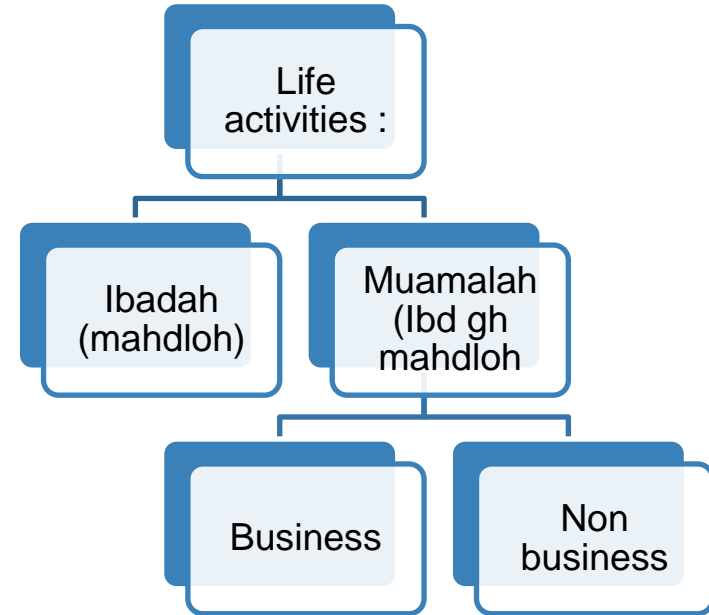 Life
activities :
Ibadah
(mahdloh)
Muamalah
(Ibd gh
mahdloh
Business
Non
business